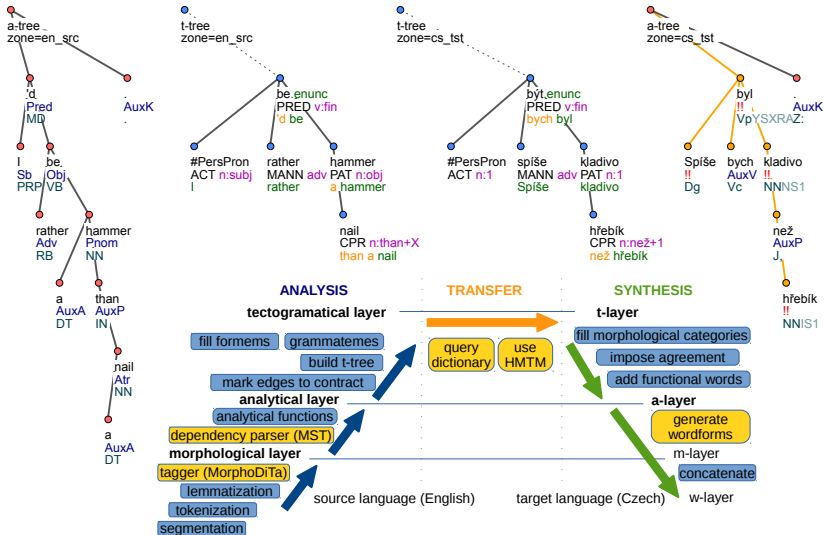 a-tree
zone=en_src
'd
Pred
MD
.
AuxK
.
I
Sb
PRP
be
Obj
VB
rather
Adv
RB
hammer
Pnom
NN
a
AuxA
DT
than
AuxP
IN
nail
Atr
NN
a
AuxA
DT
t-tree
zone=en_src
be enunc
PRED v:fin
'd be
#PersPron
ACT n:subj
I
rather
MANN adv
rather
hammer
PAT n:obj
a hammer
nail
CPR n:than+X
than a nail
t-tree
zone=cs_tst
být enunc
PRED v:fin
bych byl
#PersPron
ACT n:1
spíše
MANN adv
Spíše
kladivo
PAT n:1
kladivo
hřebík
CPR n:než+1
než hřebík
a-tree
zone=cs_tst
byl
!!
VpYSXRA
.
AuxK
Z:
Spíše
!!
Dg
bych
AuxV
Vc
kladivo
!!
NNNS1
než
AuxP
J,
hřebík
!!
NNIS1
ANALYSIS
TRANSFER
SYNTHESIS
tectogramatical layer
t-layer
fill formems
grammatemes
build t-tree
mark edges to contract
query
dictionary
use
HMTM
fill morphological categories
impose agreement
add functional words
analytical layer
a-layer
analytical functions
dependency parser (MST)
generate
wordforms
morphological layer
m-layer
tagger (MorphoDiTa)
concatenate
lemmatization
tokenization
segmentation
source language (English)
target language (Czech)
w-layer